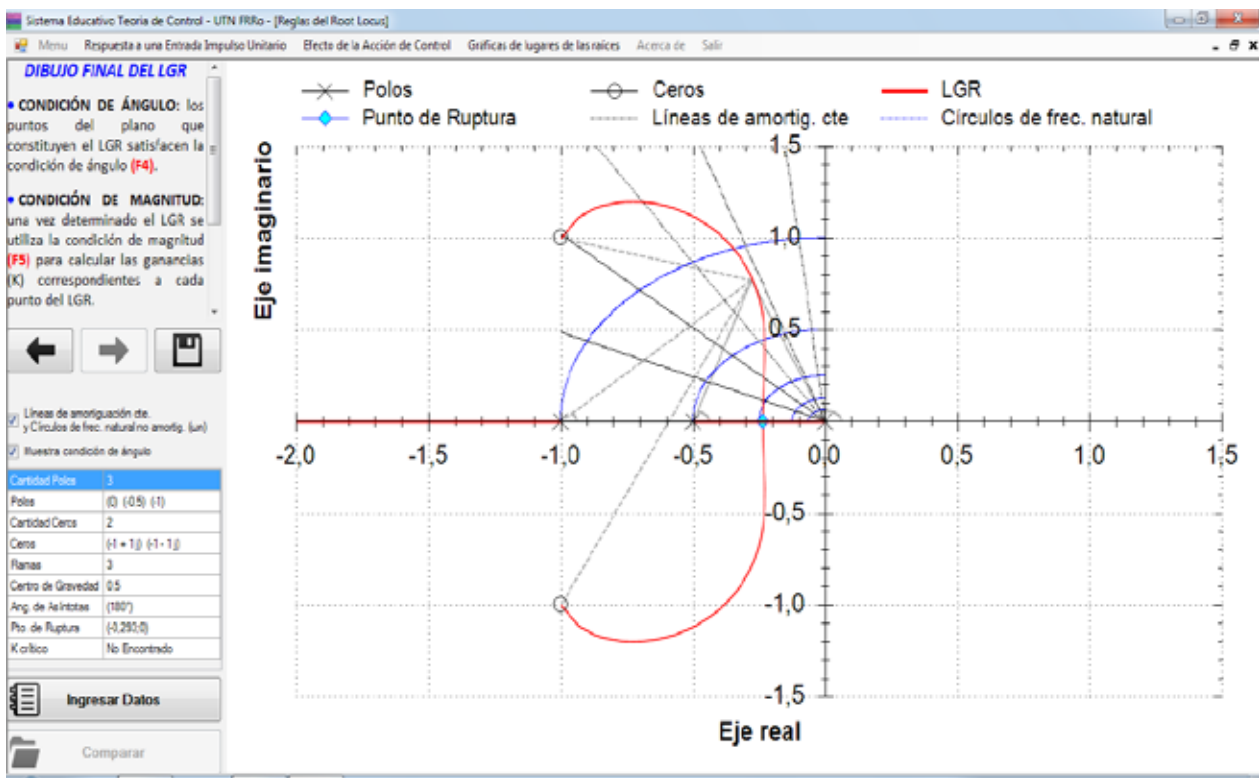 Sistema Educativo Teoria de Control - UTN FRRo - [Reglas del Root Locus]
Menu Respuesta a una Entrada Impulso Unitario Efecto de la Acción de Control Gráficas de lugares de las raíces Acerca de Salir
DIBUJO FINAL DEL LGR
• CONDICIÓN DE ÁNGULO: los
puntos del plano que
constituyen el LGR satisfacen la
condición de ángulo (F4).
• CONDICIÓN DE MAGNITUD:
una vez determinado el LGR se
utiliza la condición de magnitud
(F5) para calcular las ganancias
(K) correspondientes a cada
punto del LGR.
Líneas de amortiguación cte.
y Círculos de frec. natural no amortig. (ωn)
Muestra condición de ángulo
Cantidad Polos 3
Polos (0) (-0.5) (-1)
Cantidad Ceros 2
Ceros (-1 + 1j) (-1 - 1j)
Ramas 3
Centro de Gravedad 0.5
Ang. de Asíntotas (180°)
Pto. de Ruptura
K crítico No Encontrado
Ingresar Datos
Comparar
Polos Ceros LGR
Punto de Ruptura Líneas de amortig. cte Círculos de frec. natural
Eje imaginario
1,5
1,0
0,5
-2,0 -1,5 -1,0 -0,5 0,0 0,5 1,0 1,5
-0,5
-1,0
-1,5
Eje real